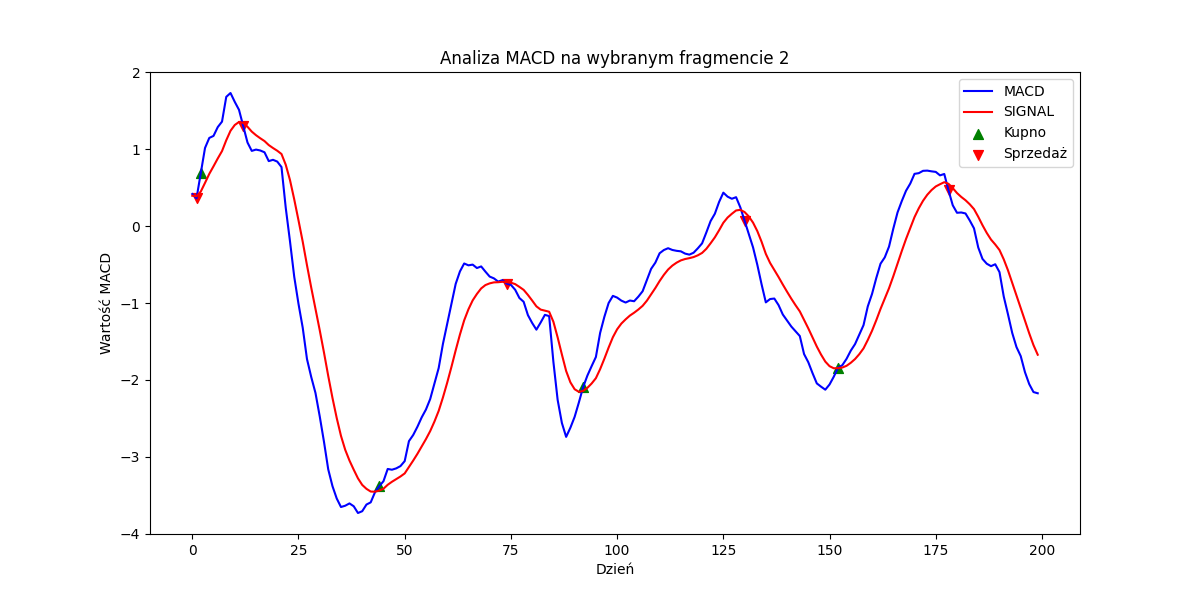 Analiza MACD na wybranym fragmencie 2
MACD
SIGNAL
Kupno
Sprzedaż
Wartość MACD
2
1
0
−1
−2
−3
−4
0 25 50 75 100 125 150 175 200
Dzień